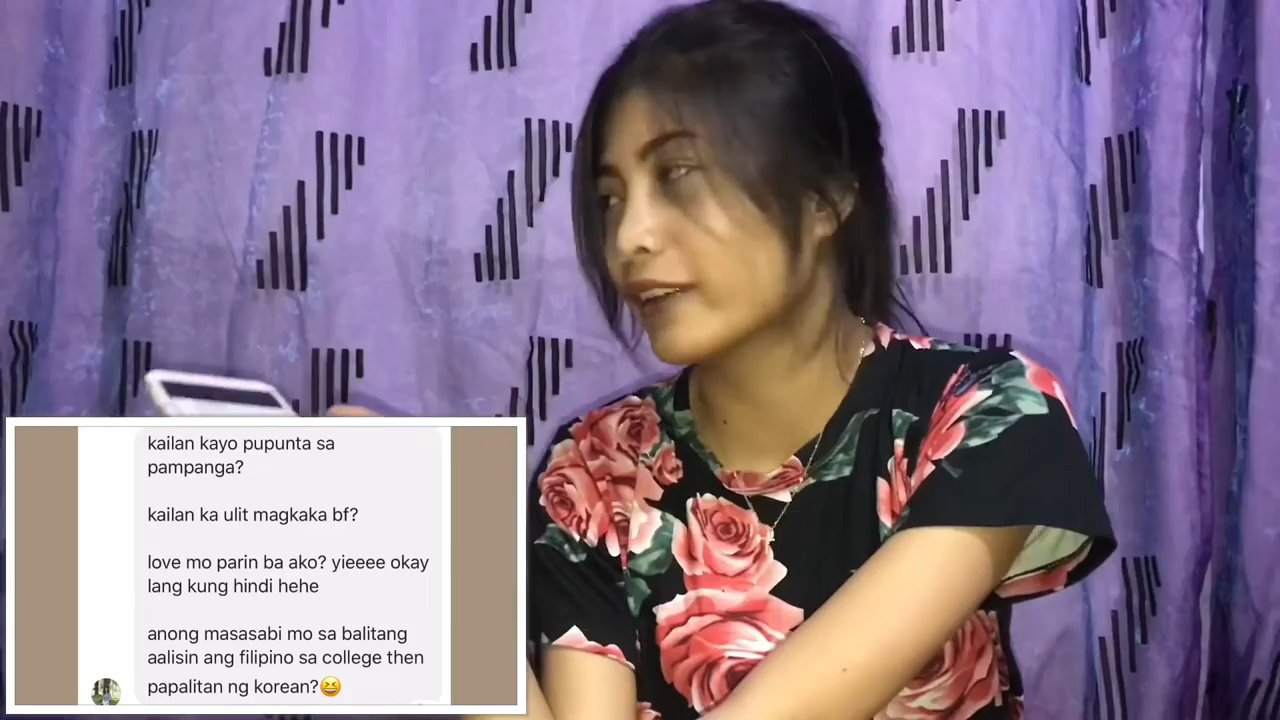 kailan kayo pupunta sa
pampanga?
kailan ka ulit magkaka bf?
love mo parin ba ako? yieeee okay
lang kung hindi hehe
anong masasabi mo sa balitang
aalisin ang filipino sa college then
papalitan ng korean?😆